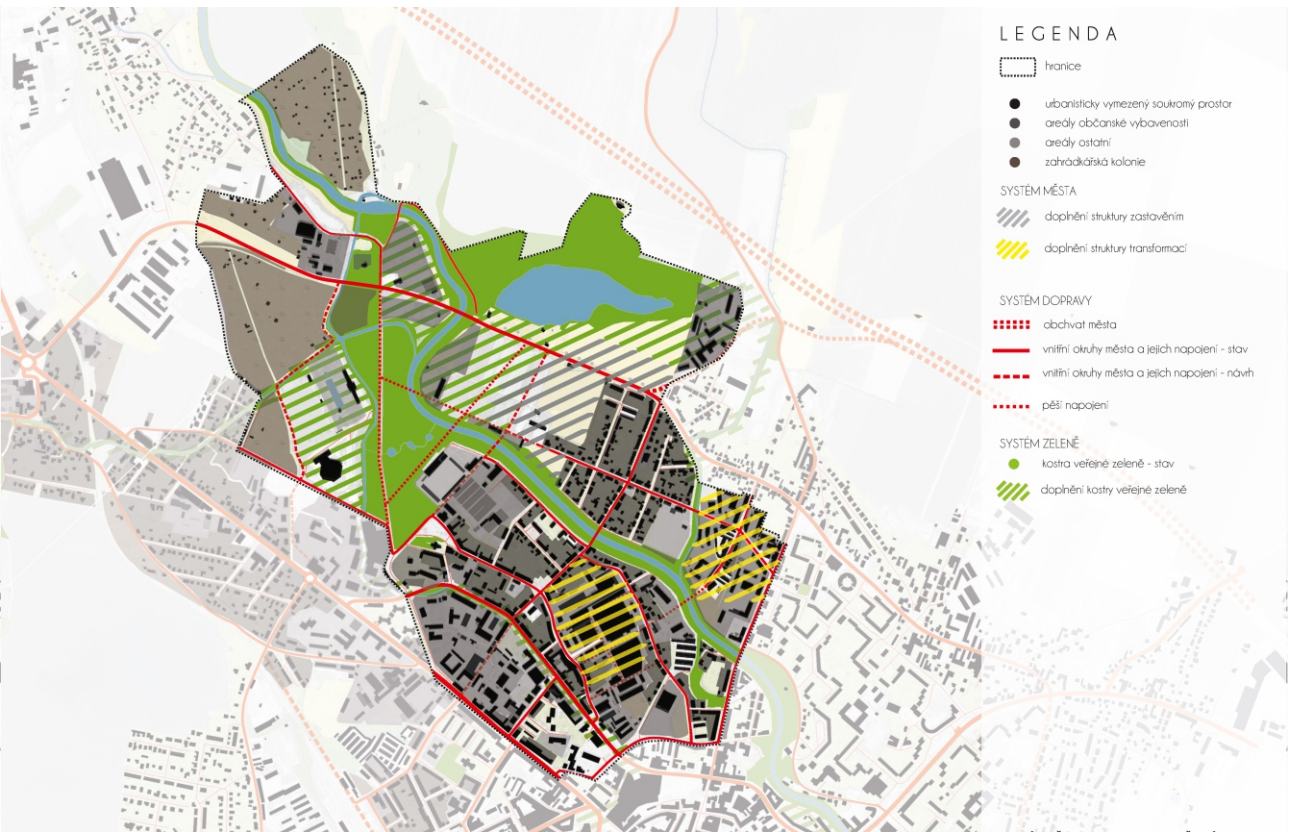 LEGENDA
hranice
urbanisticky vymezený soukromý prostor
areály občanské vybavenosti
areály ostatní
zahrádkářská kolonie
SYSTÉM MĚSTA
doplnění struktury zastavěním
doplnění struktury transformací
SYSTÉM DOPRAVY
obchvat města
vnitřní okruhy města a jejich napojení - stav
vnitřní okruhy města a jejich napojení - návrh
pěší napojení
SYSTÉM ZELENĚ
kostra veřejné zeleně - stav
doplnění kostry veřejné zeleně